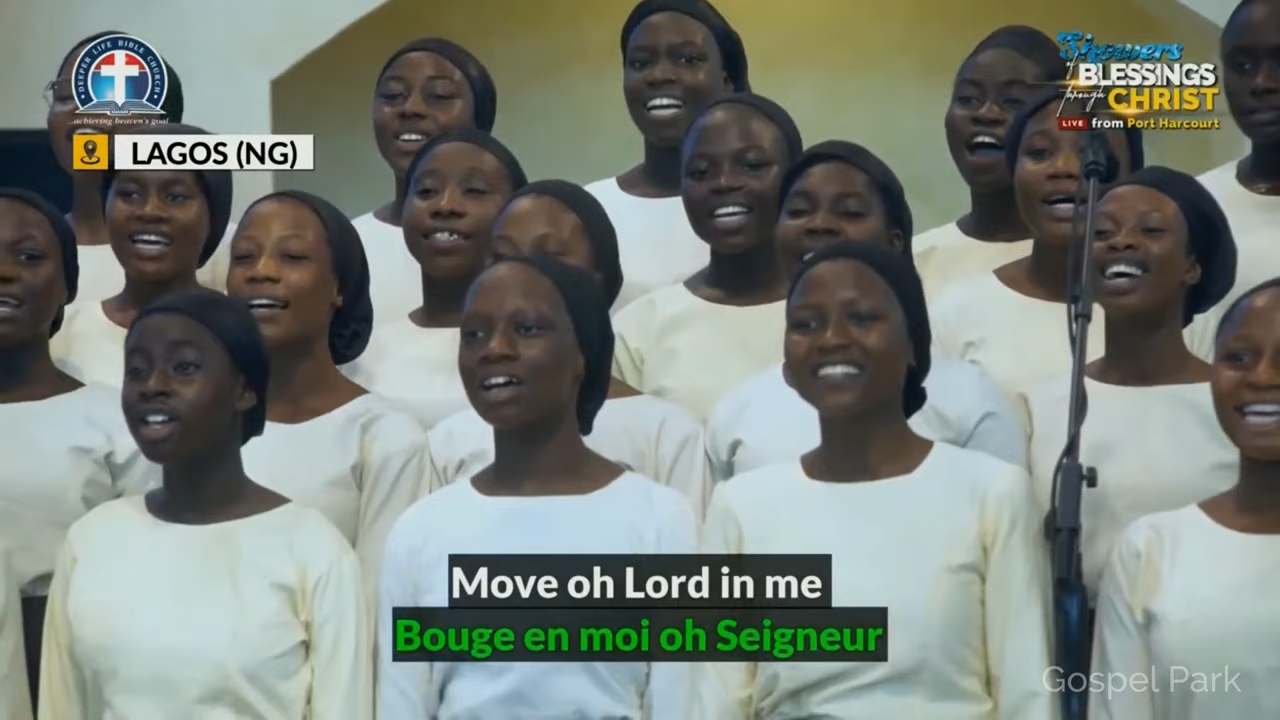 DEEPER LIFE BIBLE CHURCH
achieving heaven's goal
LAGOS (NG)
Showers
of BLESSINGS
through CHRIST
LIVE from Port Harcourt
Move oh Lord in me
Bouge en moi oh Seigneur
Gospel Park